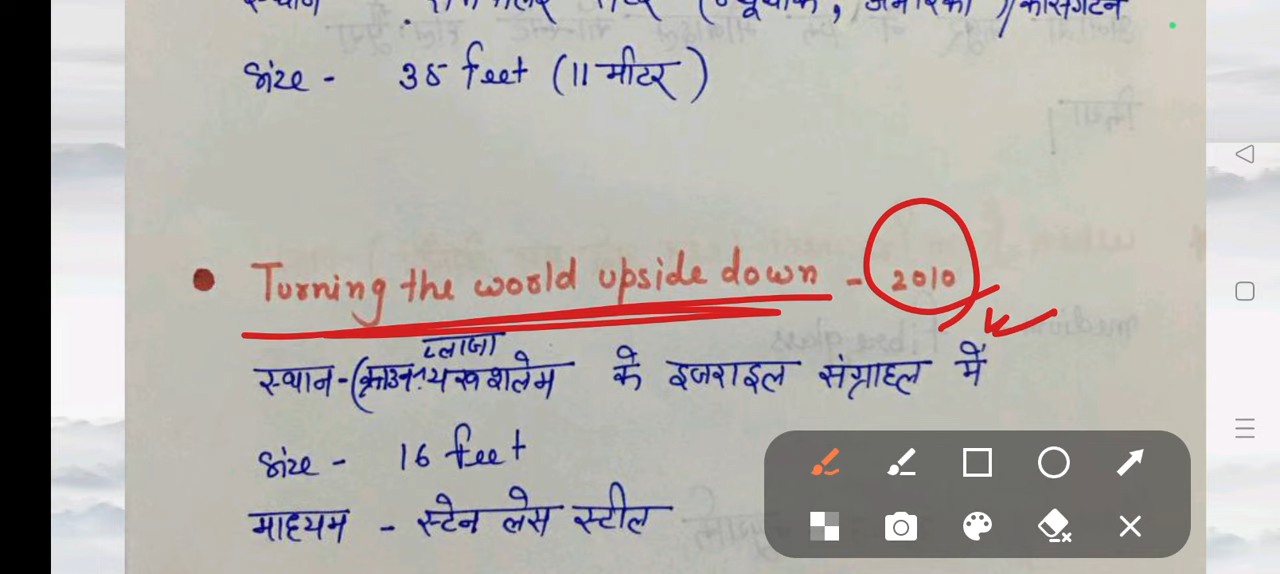 Size - 35 feet (11 मीटर)
Turning the world upside down - 2010
प्लाजा
स्थान-(क्राउन यरूशलेम के इजराइल संग्राहल में
Size - 16 feet
माध्यम - स्टेन लेस स्टील